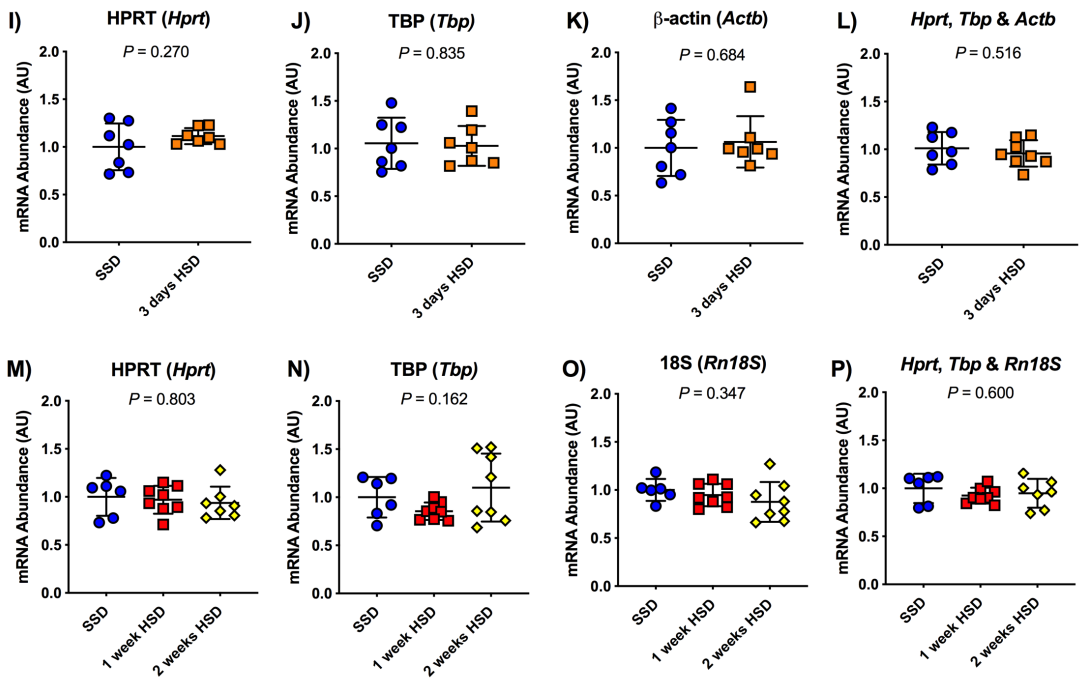 I)
HPRT (Hprt)
P = 0.270
mRNA Abundance (AU)
2.0
1.5
1.0
0.5
0.0
SSD
3 days HSD
J)
TBP (Tbp)
P = 0.835
mRNA Abundance (AU)
2.0
1.5
1.0
0.5
0.0
SSD
3 days HSD
K)
β-actin (Actb)
P = 0.684
mRNA Abundance (AU)
2.0
1.5
1.0
0.5
0.0
SSD
3 days HSD
L)
Hprt, Tbp & Actb
P = 0.516
mRNA Abundance (AU)
2.0
1.5
1.0
0.5
0.0
SSD
3 days HSD
M)
HPRT (Hprt)
P = 0.803
mRNA Abundance (AU)
2.0
1.5
1.0
0.5
0.0
SSD
1 week HSD
2 weeks HSD
N)
TBP (Tbp)
P = 0.162
mRNA Abundance (AU)
2.0
1.5
1.0
0.5
0.0
SSD
1 week HSD
2 weeks HSD
O)
18S (Rn18S)
P = 0.347
mRNA Abundance (AU)
2.0
1.5
1.0
0.5
0.0
SSD
1 week HSD
2 weeks HSD
P)
Hprt, Tbp & Rn18S
P = 0.600
mRNA Abundance (AU)
2.0
1.5
1.0
0.5
0.0
SSD
1 week HSD
2 weeks HSD